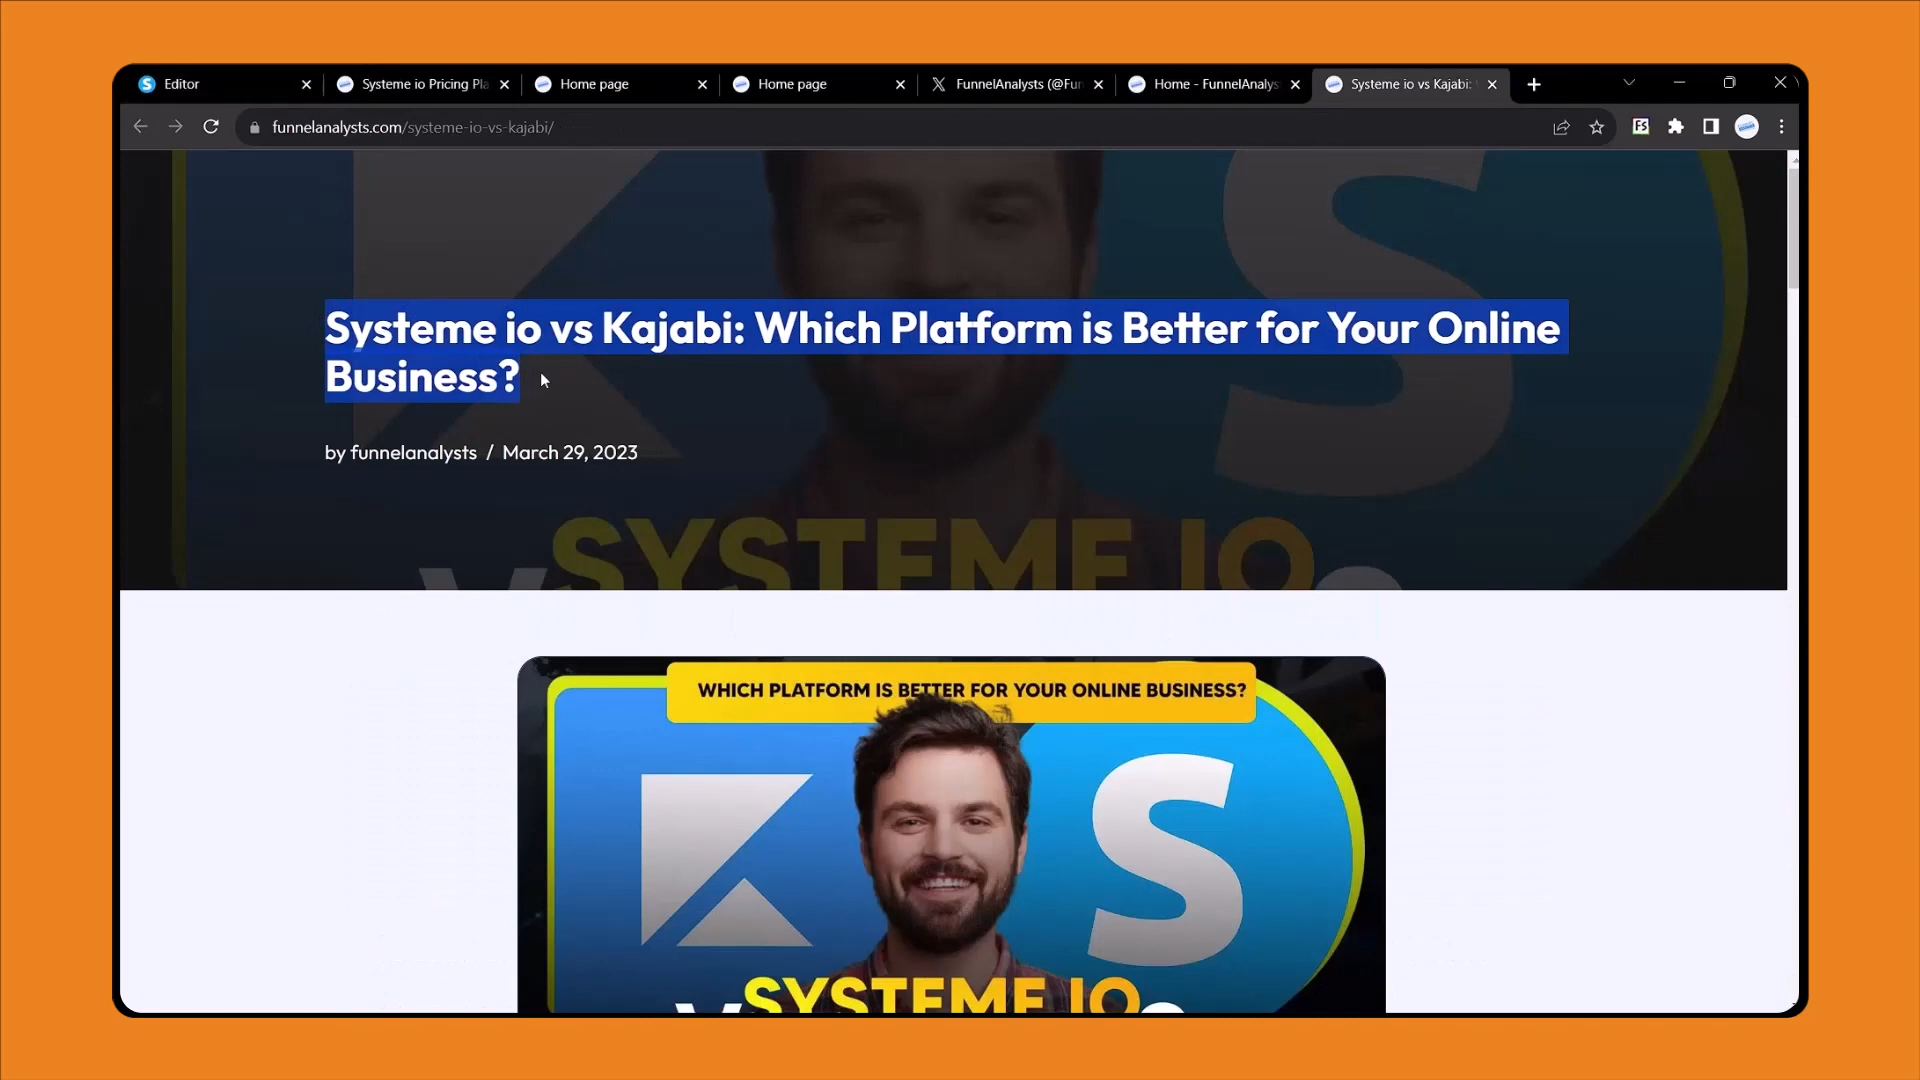 Editor
Systeme io Pricing Pla
Home page
Home page
FunnelAnalysts (@Fun
Home - FunnelAnalys
Systeme io vs Kajabi:
funnelanalysts.com/systeme-io-vs-kajabi/
FS
Systeme io vs Kajabi: Which Platform is Better for Your Online
Business?
by funnelanalysts / March 29, 2023
SYSTEME IO
WHICH PLATFORM IS BETTER FOR YOUR ONLINE BUSINESS?
S
SYSTEME IO